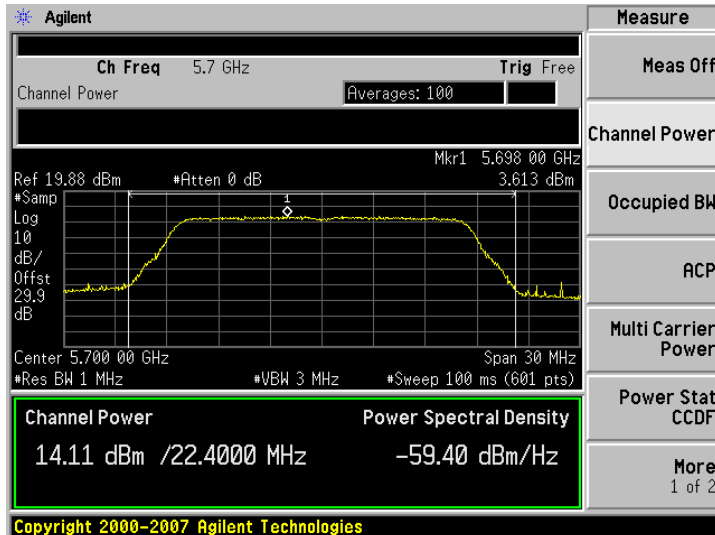 Agilent
Measure
Ch Freq 5.7 GHz Trig Free
Channel Power Averages: 100
Mkr1 5.698 00 GHz
Ref 19.88 dBm #Atten 0 dB 3.613 dBm
#Samp
Log
10
dB/
Offst
29.9
dB
1
Center 5.700 00 GHz Span 30 MHz
#Res BW 1 MHz #VBW 3 MHz #Sweep 100 ms (601 pts)
Channel Power Power Spectral Density
14.11 dBm /22.4000 MHz -59.40 dBm/Hz
Copyright 2000-2007 Agilent Technologies
Meas Off
Channel Power
Occupied BW
ACP
Multi Carrier
Power
Power Stat
CCDF
More
1 of 2